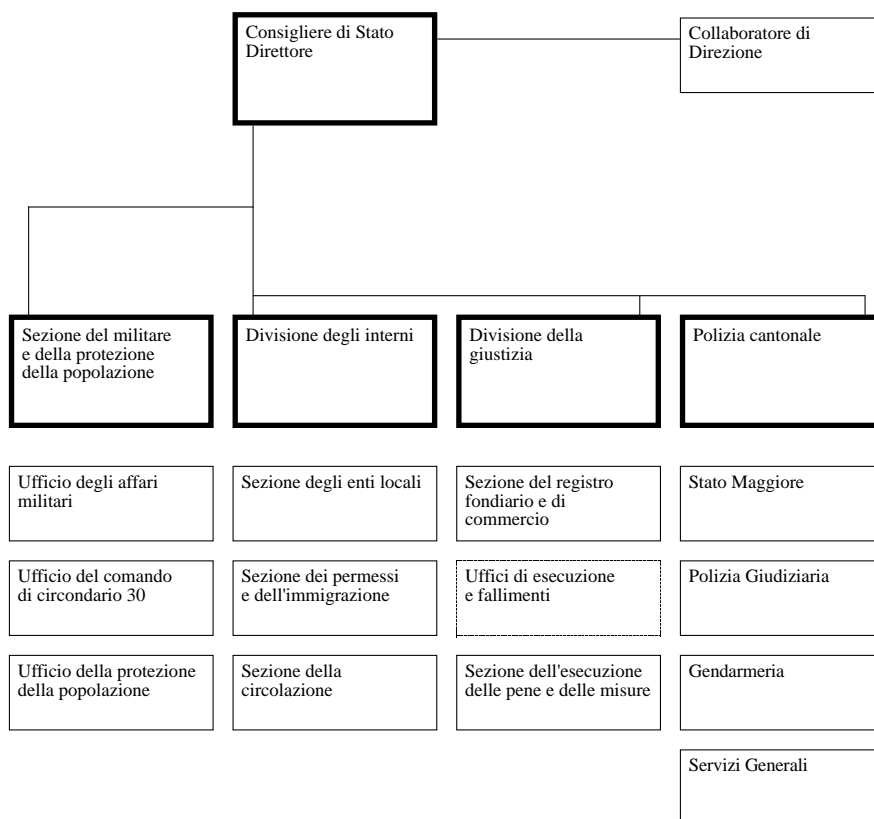 Consigliere di Stato
Direttore
Collaboratore di
Direzione
Sezione del militare
e della protezione
della popolazione
Divisione degli interni
Divisione della
giustizia
Polizia cantonale
Ufficio degli affari
militari
Sezione degli enti locali
Sezione del registro
fondiario e di
commercio
Stato Maggiore
Ufficio del comando
di circondario 30
Sezione dei permessi
e dell'immigrazione
Uffici di esecuzione
e fallimenti
Polizia Giudiziaria
Ufficio della protezione
della popolazione
Sezione della
circolazione
Sezione dell'esecuzione
delle pene e delle misure
Gendarmeria
Servizi Generali